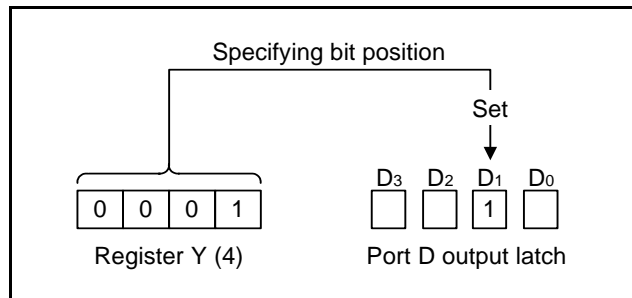 Specifying bit position
Set
D3 D2 D1 D0
0 0 0 1 1
Register Y (4) Port D output latch